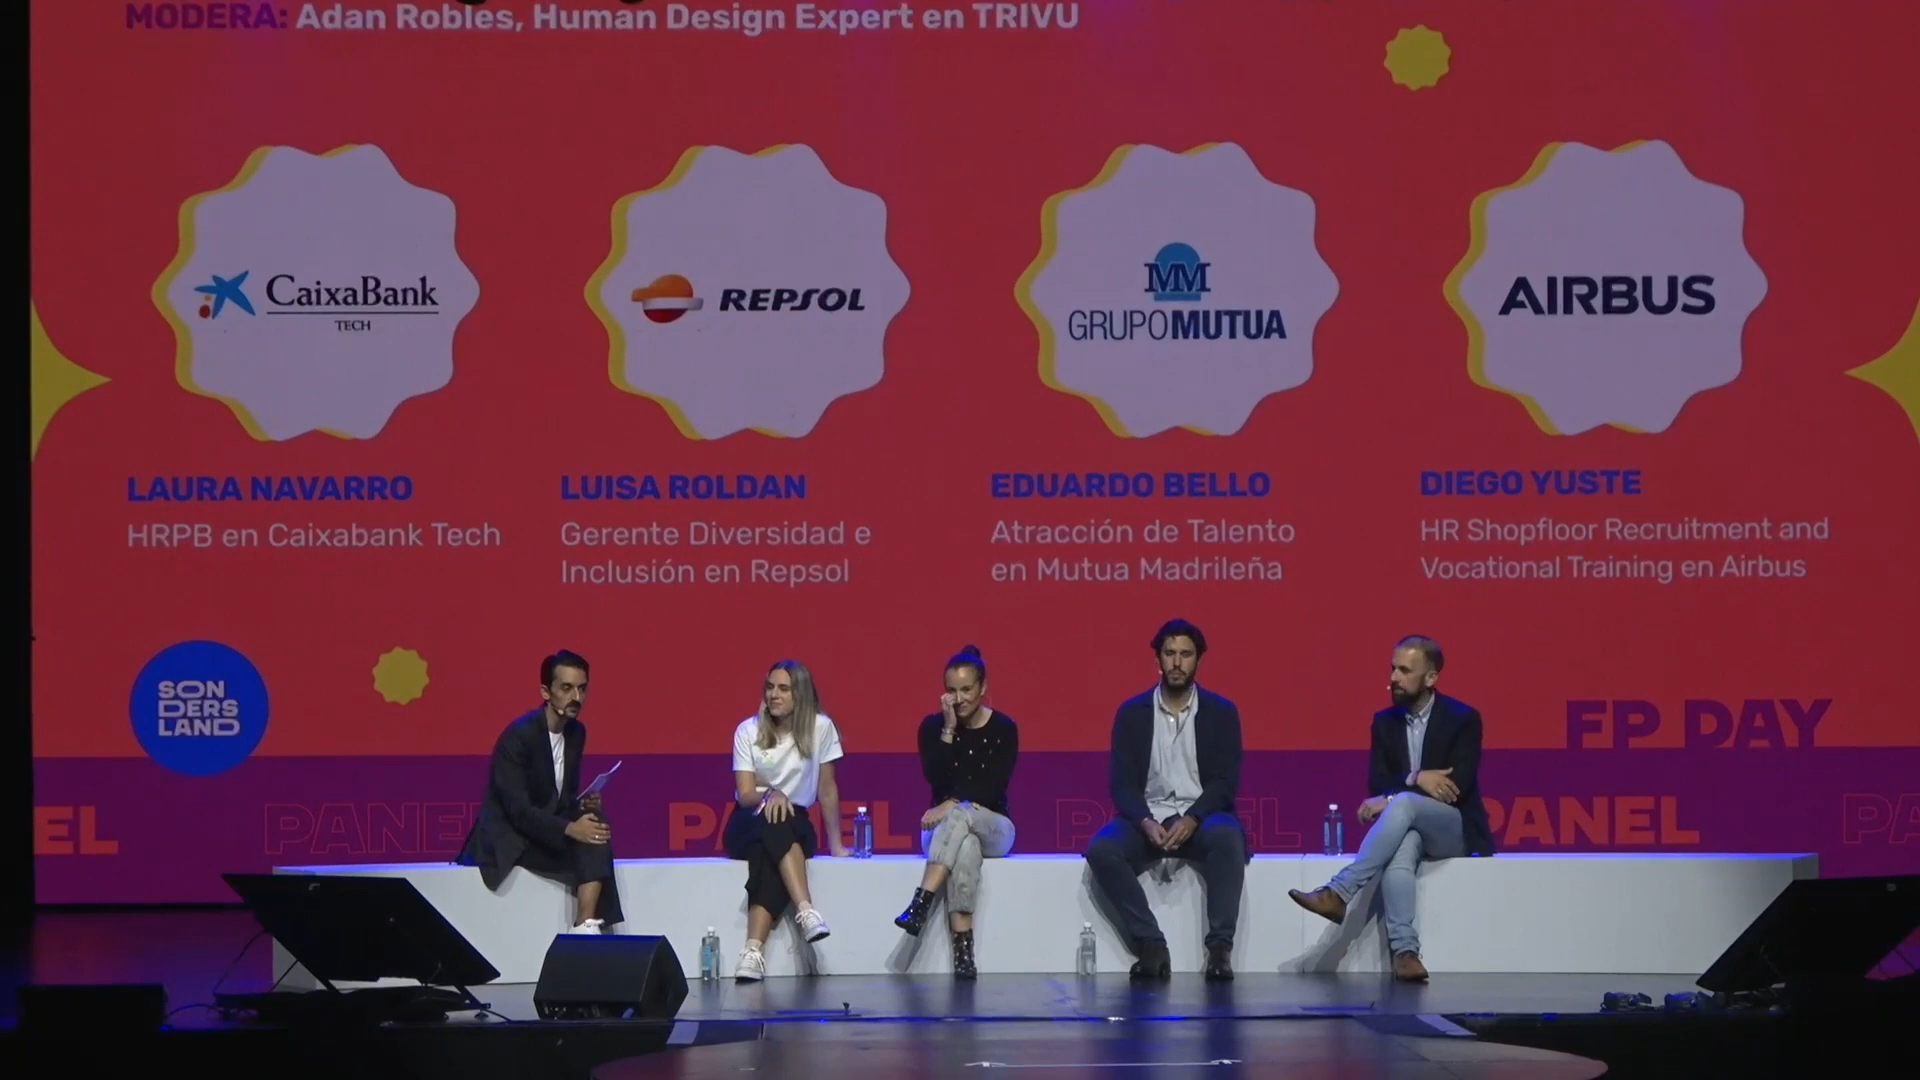 MODERA: Adan Robles, Human Design Expert en TRIVU
CaixaBank
TECH
REPSOL
MM
GRUPOMUTUA
AIRBUS
LAURA NAVARRO
HRPB en Caixabank Tech
LUISA ROLDAN
Gerente Diversidad e
Inclusión en Repsol
EDUARDO BELLO
Atracción de Talento
en Mutua Madrileña
DIEGO YUSTE
HR Shopfloor Recruitment and
Vocational Training en Airbus
SON
DERS
LAND
FP DAY
EL PANEL PANEL PANEL PANEL PA